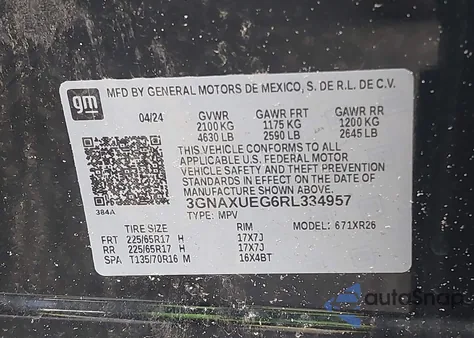 gm
MFD BY GENERAL MOTORS DE MEXICO, S. DE R.L. DE C.V.
04/24 GVWR GAWR FRT GAWR RR
2100 KG 1175 KG 1200 KG
4630 LB 2590 LB 2645 LB
THIS VEHICLE CONFORMS TO ALL
APPLICABLE U.S. FEDERAL MOTOR
VEHICLE SAFETY AND THEFT
PREVENTION STANDARDS IN
EFFECT ON THE DATE OF
MANUFACTURE SHOWN ABOVE.
3GNAXUEG6RL334957
TYPE: MPV
384A
TIRE SIZE RIM MODEL: 671XR26
FRT 225/65R17 H 17X7J
RR 225/65R17 H 17X7J
SPA T135/70R16 M 16X4BT
autoSnap